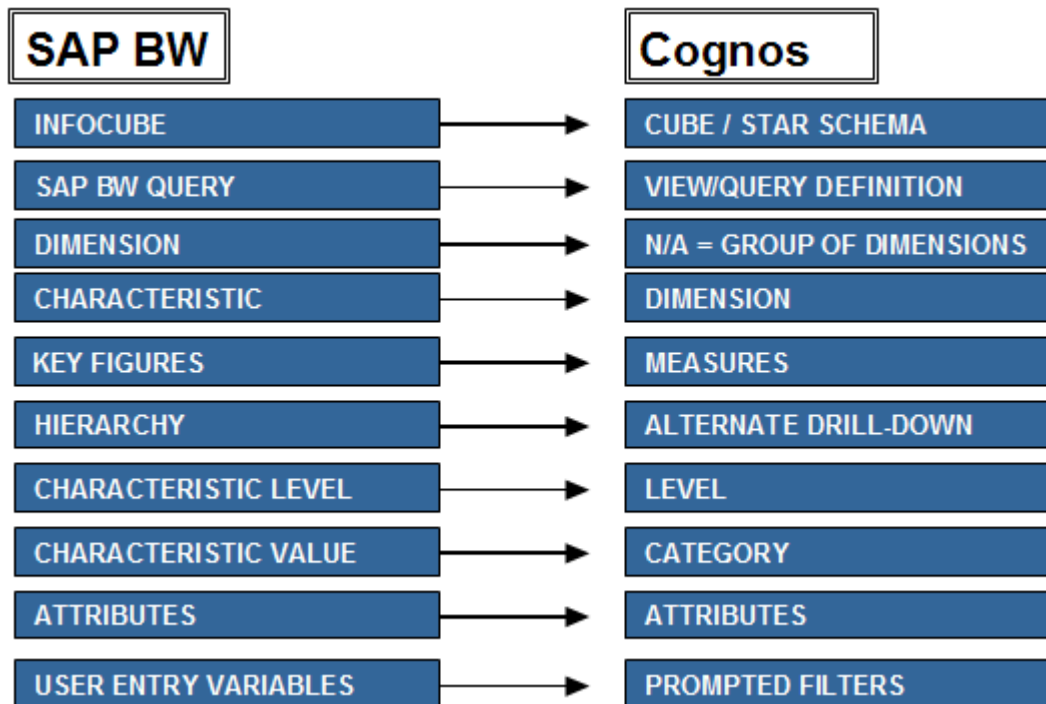 SAP BW Cognos
INFOCUBE CUBE / STAR SCHEMA
SAP BW QUERY VIEW/QUERY DEFINITION
DIMENSION N/A = GROUP OF DIMENSIONS
CHARACTERISTIC DIMENSION
KEY FIGURES MEASURES
HIERARCHY ALTERNATE DRILL-DOWN
CHARACTERISTIC LEVEL LEVEL
CHARACTERISTIC VALUE CATEGORY
ATTRIBUTES ATTRIBUTES
USER ENTRY VARIABLES PROMPTED FILTERS